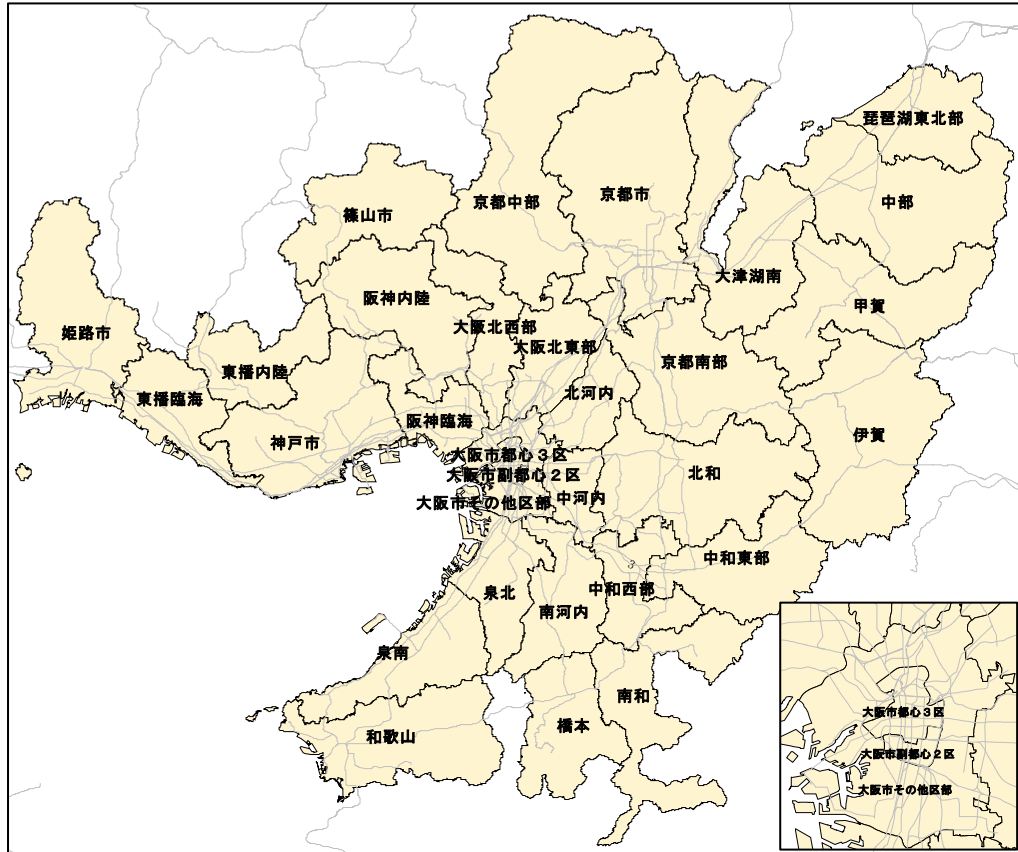 琵琶湖東北部
京都中部
京都市
中部
篠山市
大津湖南
阪神内陸
甲賀
姫路市
大阪北西部
大阪北東部
京都南部
東播内陸
北河内
東播臨海
阪神臨海
伊賀
神戸市
大阪市都心3区
大阪市副都心2区
北和
大阪市その他区部
中河内
中和東部
泉北
南河内
中和西部
泉南
南和
和歌山
橋本
大阪市都心3区
大阪市副都心2区
大阪市その他区部